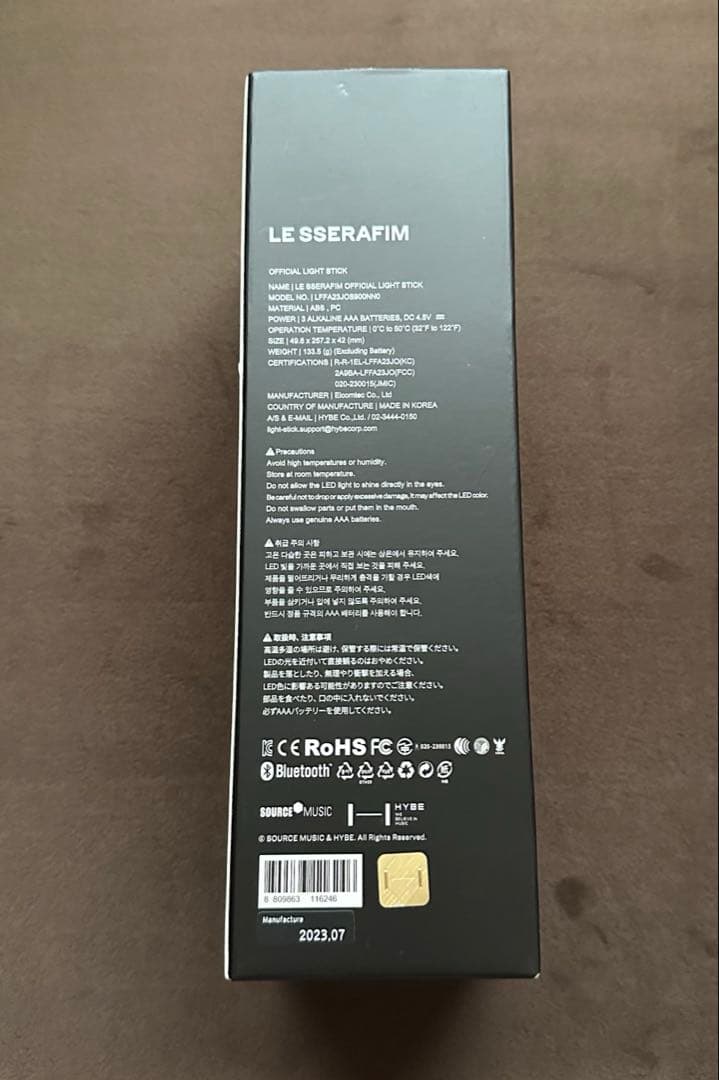 LE SSERAFIM
OFFICIAL LIGHT STICK
NAME | LE SSERAFIM OFFICIAL LIGHT STICK
MODEL NO. | LFFA23JOS900NN0
MATERIAL | ABS , PC
POWER | 3 ALKALINE AAA BATTERIES, DC 4.5V
OPERATION TEMPERATURE | 0°C to 50°C (32°F to 122°F)
SIZE | 49.6 x 257.2 x 42 (mm)
WEIGHT | 133.5 (g) (Excluding Battery)
CERTIFICATIONS | R-R-1EL-LFFA23JO(KC)
2A9BA-LFFA23JO(FCC)
020-230015(JMIC)
MANUFACTURER | Elcomtec Co., Ltd
COUNTRY OF MANUFACTURE | MADE IN KOREA
A/S & E-MAIL | HYBE Co.,Ltd. / 02-3444-0150
light-stick.support@hybecorp.com
Precautions
Avoid high temperatures or humidity.
Store at room temperature.
Do not allow the LED light to shine directly in the eyes.
Be careful not to drop or apply excessive damage, it may affect the LED color.
Do not swallow parts or put them in the mouth.
Always use genuine AAA batteries.
취급 주의 사항
고온 다습한 곳은 피하고 보관 시에는 상온에서 유지하여 주세요.
LED 빛을 가까운 곳에서 직접 보는 것을 피해 주세요.
제품을 떨어뜨리거나 무리하게 충격을 가할 경우 LED색에
영향을 줄 수 있으므로 주의하여 주세요.
부품을 삼키거나 입에 넣지 않도록 주의하여 주세요.
반드시 정품 규격의 AAA 배터리를 사용해야 합니다.
取扱時、注意事項
高温多湿の場所は避け、保管する際には常温で保管ください。
LEDの光を近付いて直接観るのはおやめください。
製品を落としたり、無理やり衝撃を加える場合、
LED色に影響ある可能性がありますのでご注意ください。
部品を食べたり、口の中に入れないでください。
必ずAAAバッテリーを使用してください。
CE RoHS FC
Bluetooth
SOURCE MUSIC HYBE
WE BELIEVE IN MUSIC
© SOURCE MUSIC & HYBE. All Rights Reserved.
8 809863 116246
Manufacture
2023.07